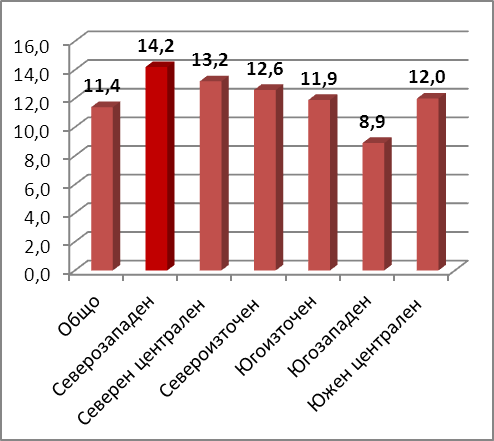 16,0
14,0
12,0
10,0
8,0
6,0
4,0
2,0
0,0
11,4
14,2
13,2
12,6
11,9
8,9
12,0
Общо
Северозападен
Северен централен
Североизточен
Югоизточен
Югозападен
Южен централен